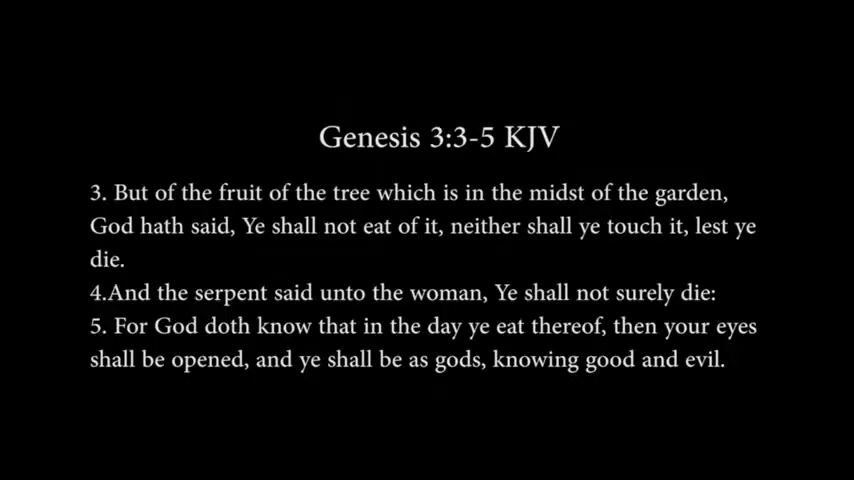 Genesis 3:3-5 KJV
3. But of the fruit of the tree which is in the midst of the garden,
God hath said, Ye shall not eat of it, neither shall ye touch it, lest ye
die.
4.And the serpent said unto the woman, Ye shall not surely die:
5. For God doth know that in the day ye eat thereof, then your eyes
shall be opened, and ye shall be as gods, knowing good and evil.